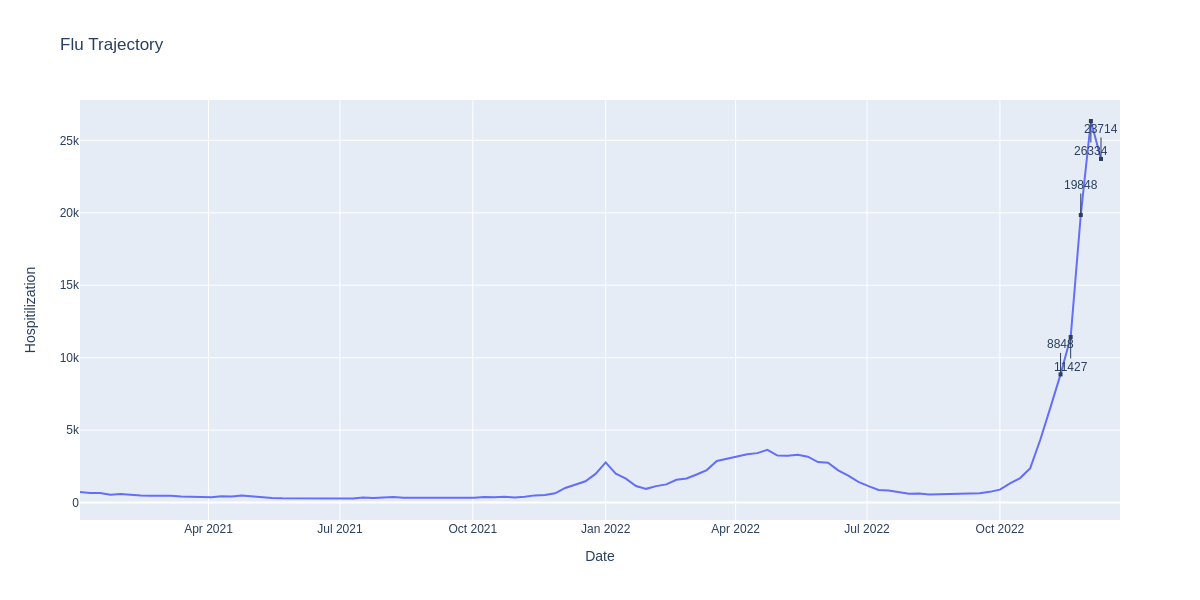 Flu Trajectory
Hospitilization
25k
20k
15k
10k
5k
0
23714
26334
19848
8848
11427
Apr 2021
Jul 2021
Oct 2021
Jan 2022
Apr 2022
Jul 2022
Oct 2022
Date